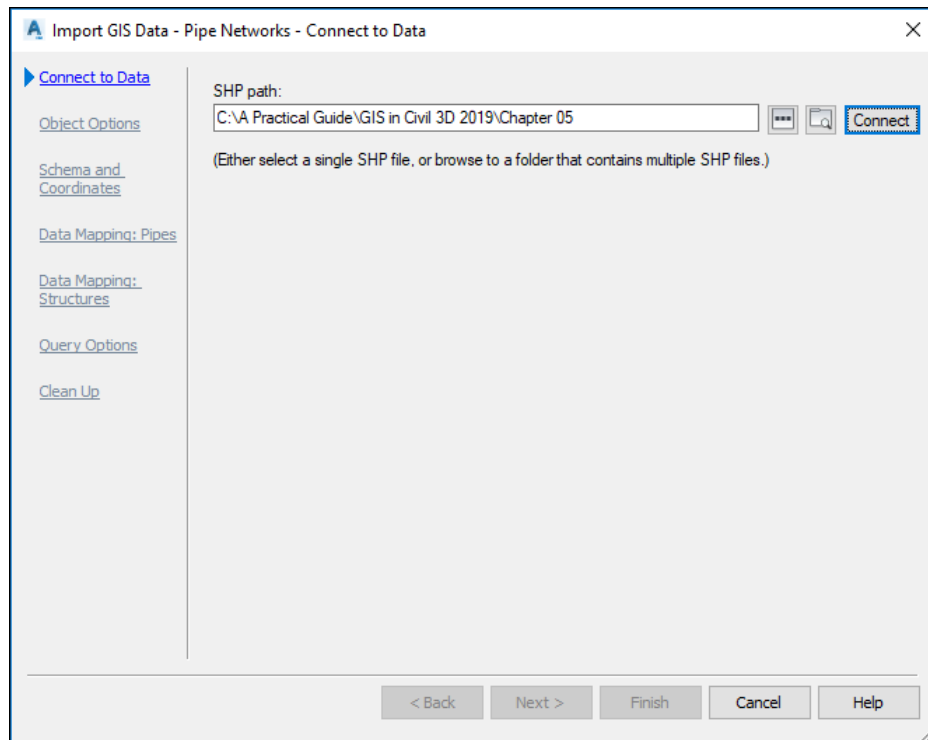 Import GIS Data - Pipe Networks - Connect to Data
Connect to Data
Object Options
Schema and
Coordinates
Data Mapping: Pipes
Data Mapping:
Structures
Query Options
Clean Up
SHP path:
C:\A Practical Guide\GIS in Civil 3D 2019\Chapter 05
Connect
(Either select a single SHP file, or browse to a folder that contains multiple SHP files.)
< Back
Next >
Finish
Cancel
Help